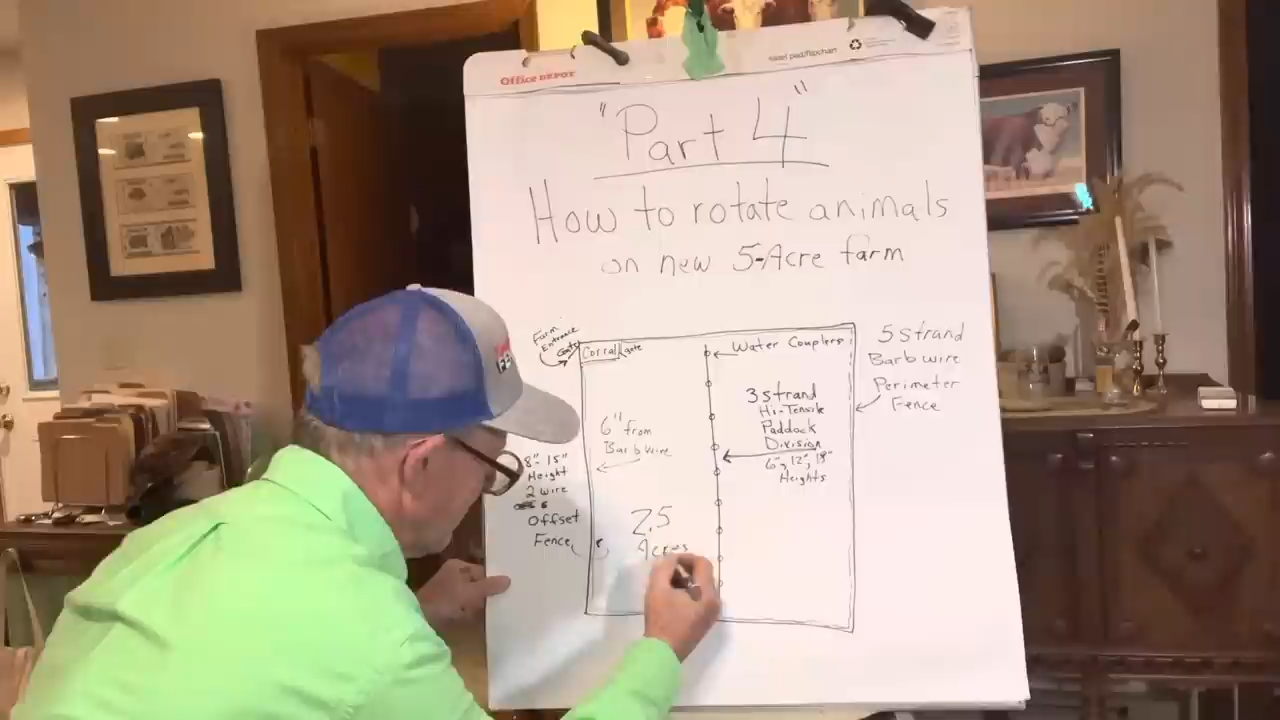 Office DEPOT
"Part 4"
How to rotate animals
on new 5-Acre farm
Farm
Entrance
Gate
Corral
gate
Water Couplers
5 strand
Barb wire
Perimeter
Fence
3 strand
Hi-Tensile
Paddock
Division
6", 12", 18"
Heights
6" from
Barb wire
8"- 15"
Height
2 wire
Offset
Fence
2.5
Acres